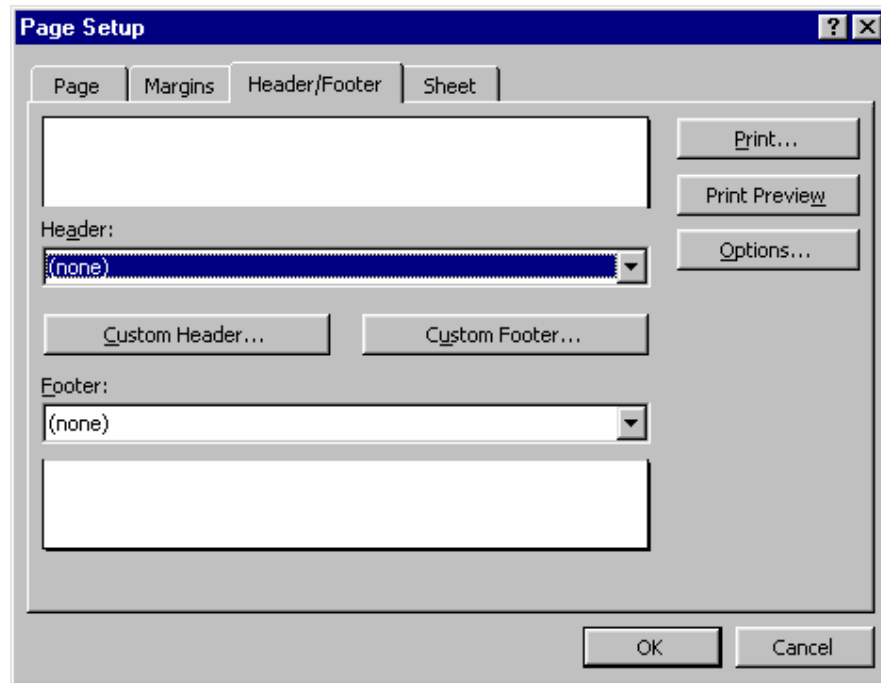 Page Setup
Page Margins Header/Footer Sheet
Print...
Print Preview
Header:
Options...
(none)
Custom Header... Custom Footer...
Footer:
(none)
OK Cancel